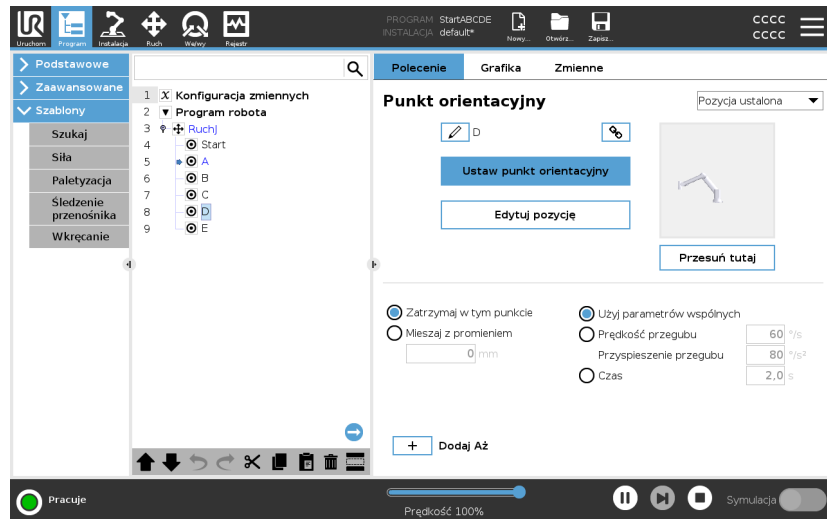 UR
PROGRAM StartABCDE
INSTALACJA default*
cccc
cccc
Uruchom Program Instalacja Ruch We/wy Rejestr
Nowy... Otwórz... Zapisz...
Podstawowe
Zaawansowane
Szablony
Szukaj
Siła
Paletyzacja
Śledzenie
przenośnika
Wkręcanie
1 X Konfiguracja zmiennych
2 Program robota
3 RuchJ
4 Start
5 A
6 B
7 C
8 D
9 E
Polecenie Grafika Zmienne
Punkt orientacyjny
Pozycja ustalona
D
Ustaw punkt orientacyjny
Edytuj pozycję
Przesuń tutaj
Zatrzymaj w tym punkcie
Mieszaj z promieniem
0 mm
Użyj parametrów wspólnych
Prędkość przegubu 60 °/s
Przyspieszenie przegubu 80 °/s²
Czas 2,0 s
+ Dodaj Aż
Pracuje
Prędkość 100%
Symulacja